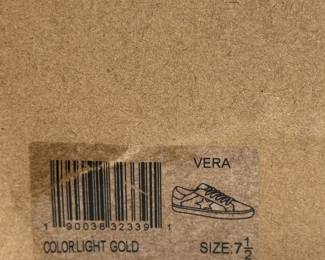 VERA
1 90038 32339 1
COLOR:LIGHT GOLD SIZE:7 1/2